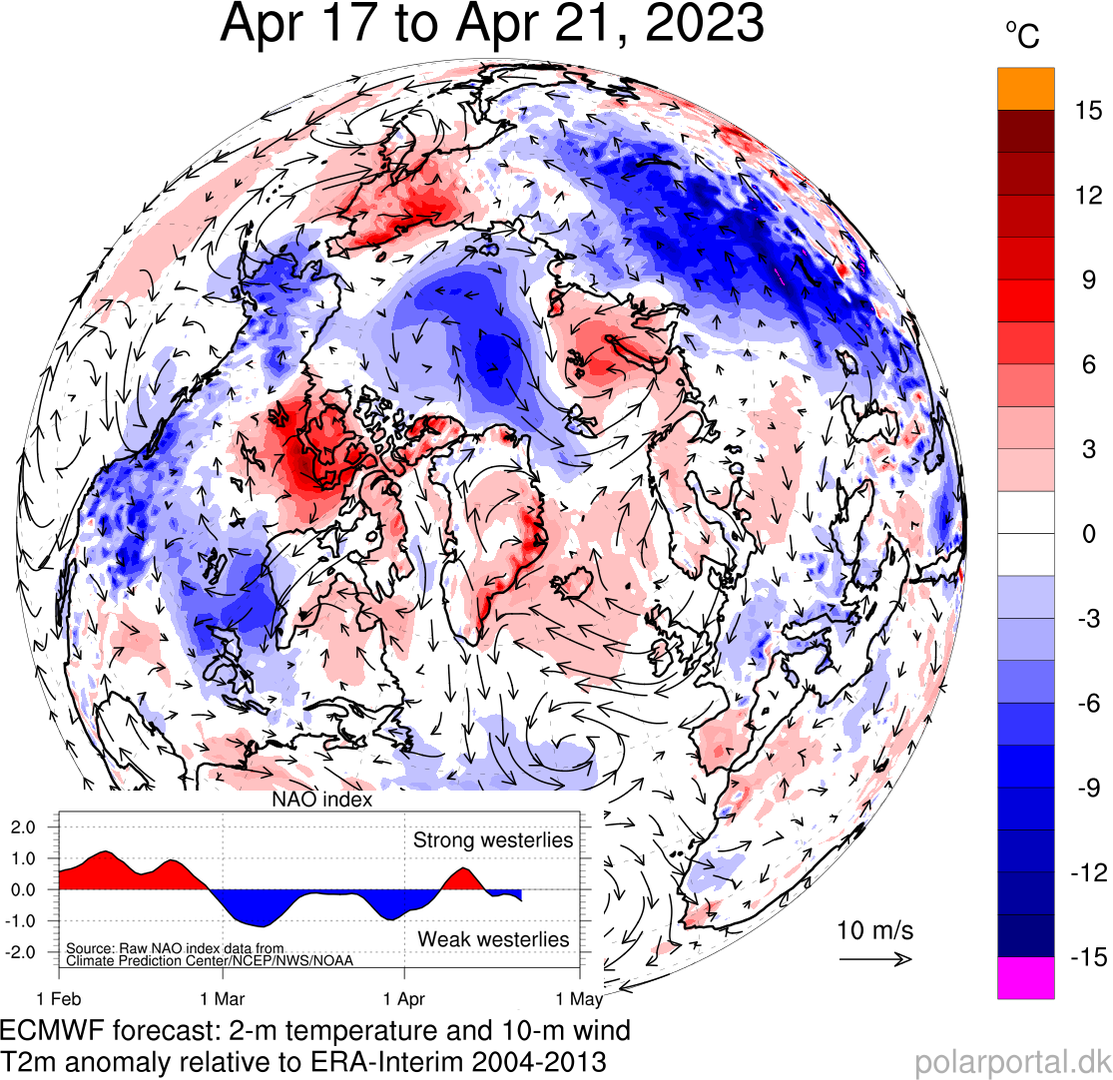 Apr 17 to Apr 21, 2023
°C
15
12
9
6
3
0
-3
-6
-9
-12
-15
10 m/s
NAO index
2.0
1.0
0.0
-1.0
-2.0
Strong westerlies
Weak westerlies
Source: Raw NAO index data from
Climate Prediction Center/NCEP/NWS/NOAA
1 Feb 1 Mar 1 Apr 1 May
ECMWF forecast: 2-m temperature and 10-m wind
T2m anomaly relative to ERA-Interim 2004-2013
polarportal.dk